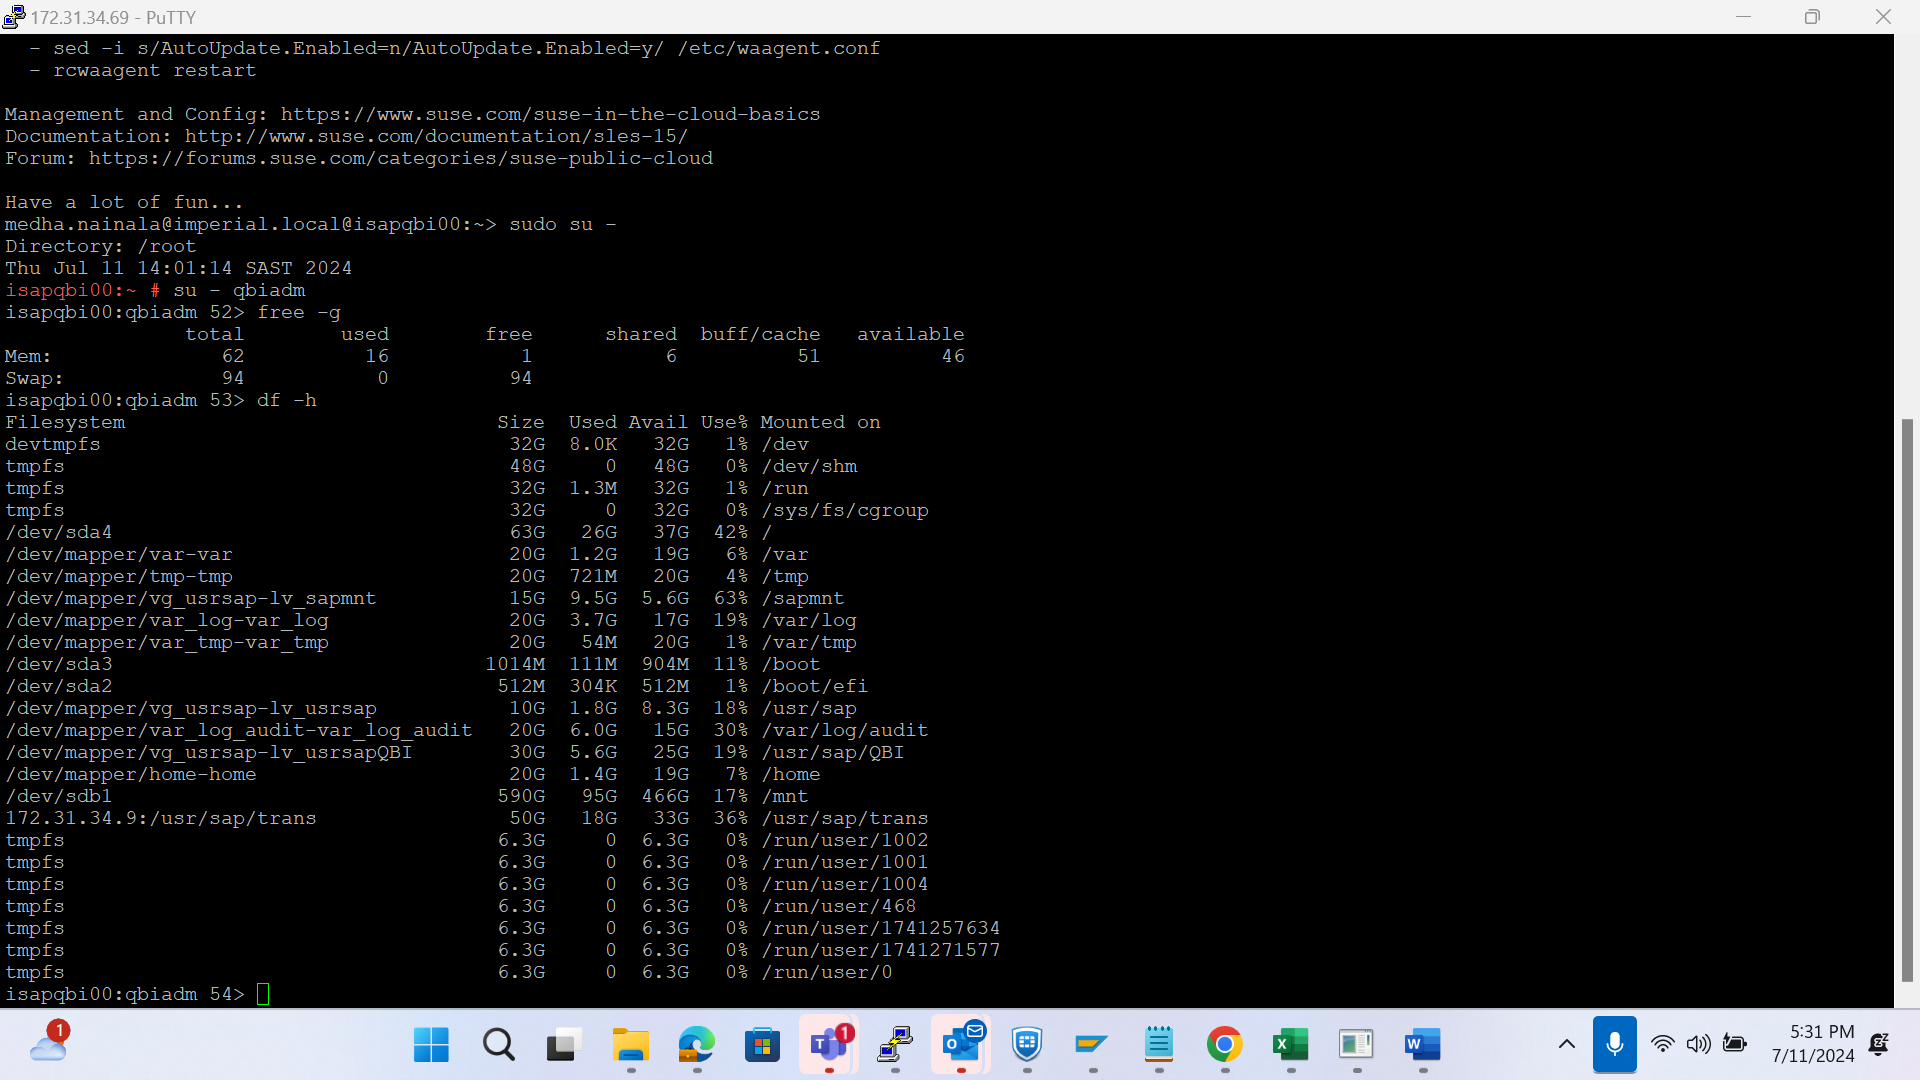 172.31.34.69 - PuTTY
- sed -i s/AutoUpdate.Enabled=n/AutoUpdate.Enabled=y/ /etc/waagent.conf
- rcwaagent restart
Management and Config: https://www.suse.com/suse-in-the-cloud-basics
Documentation: http://www.suse.com/documentation/sles-15/
Forum: https://forums.suse.com/categories/suse-public-cloud
Have a lot of fun...
medha.nainala@imperial.local@isapqbi00:~> sudo su -
Directory: /root
Thu Jul 11 14:01:14 SAST 2024
isapqbi00:~ # su - qbiadm
isapqbi00:qbiadm 52> free -g
total used free shared buff/cache available
Mem: 62 16 1 6 51 46
Swap: 94 0 94
isapqbi00:qbiadm 53> df -h
Filesystem Size Used Avail Use% Mounted on
devtmpfs 32G 8.0K 32G 1% /dev
tmpfs 48G 0 48G 0% /dev/shm
tmpfs 32G 1.3M 32G 1% /run
tmpfs 32G 0 32G 0% /sys/fs/cgroup
/dev/sda4 63G 26G 37G 42% /
/dev/mapper/var-var 20G 1.2G 19G 6% /var
/dev/mapper/tmp-tmp 20G 721M 20G 4% /tmp
/dev/mapper/vg_usrsap-lv_sapmnt 15G 9.5G 5.6G 63% /sapmnt
/dev/mapper/var_log-var_log 20G 3.7G 17G 19% /var/log
/dev/mapper/var_tmp-var_tmp 20G 54M 20G 1% /var/tmp
/dev/sda3 1014M 111M 904M 11% /boot
/dev/sda2 512M 304K 512M 1% /boot/efi
/dev/mapper/vg_usrsap-lv_usrsap 10G 1.8G 8.3G 18% /usr/sap
/dev/mapper/var_log_audit-var_log_audit 20G 6.0G 15G 30% /var/log/audit
/dev/mapper/vg_usrsap-lv_usrsapQBI 30G 5.6G 25G 19% /usr/sap/QBI
/dev/mapper/home-home 20G 1.4G 19G 7% /home
/dev/sdb1 590G 95G 466G 17% /mnt
172.31.34.9:/usr/sap/trans 50G 18G 33G 36% /usr/sap/trans
tmpfs 6.3G 0 6.3G 0% /run/user/1002
tmpfs 6.3G 0 6.3G 0% /run/user/1001
tmpfs 6.3G 0 6.3G 0% /run/user/1004
tmpfs 6.3G 0 6.3G 0% /run/user/468
tmpfs 6.3G 0 6.3G 0% /run/user/1741257634
tmpfs 6.3G 0 6.3G 0% /run/user/1741271577
tmpfs 6.3G 0 6.3G 0% /run/user/0
isapqbi00:qbiadm 54>
1
1
5:31 PM
7/11/2024